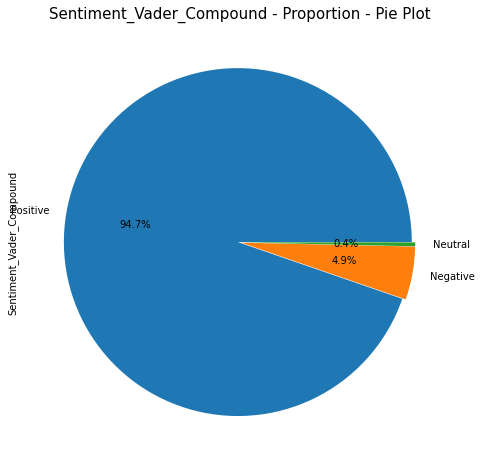 Sentiment_Vader_Compound - Proportion - Pie Plot
Sentiment_Vader_Compound
Positive
94.7%
0.4%
Neutral
4.9%
Negative